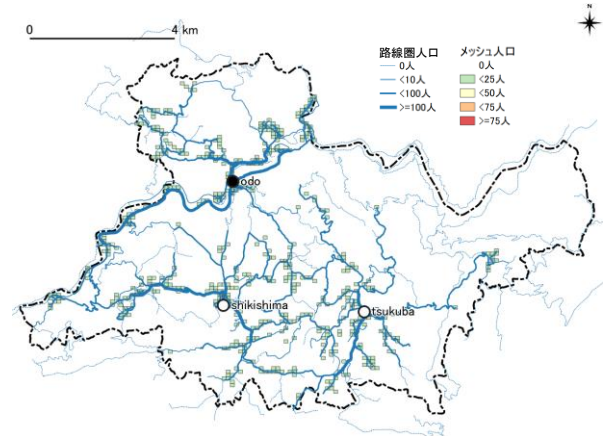 N
0 4 km
路線圏人口
0人
<10人
<100人
>=100人
メッシュ人口
0人
<25人
<50人
<75人
>=75人
odo
shikishima
tsukuba